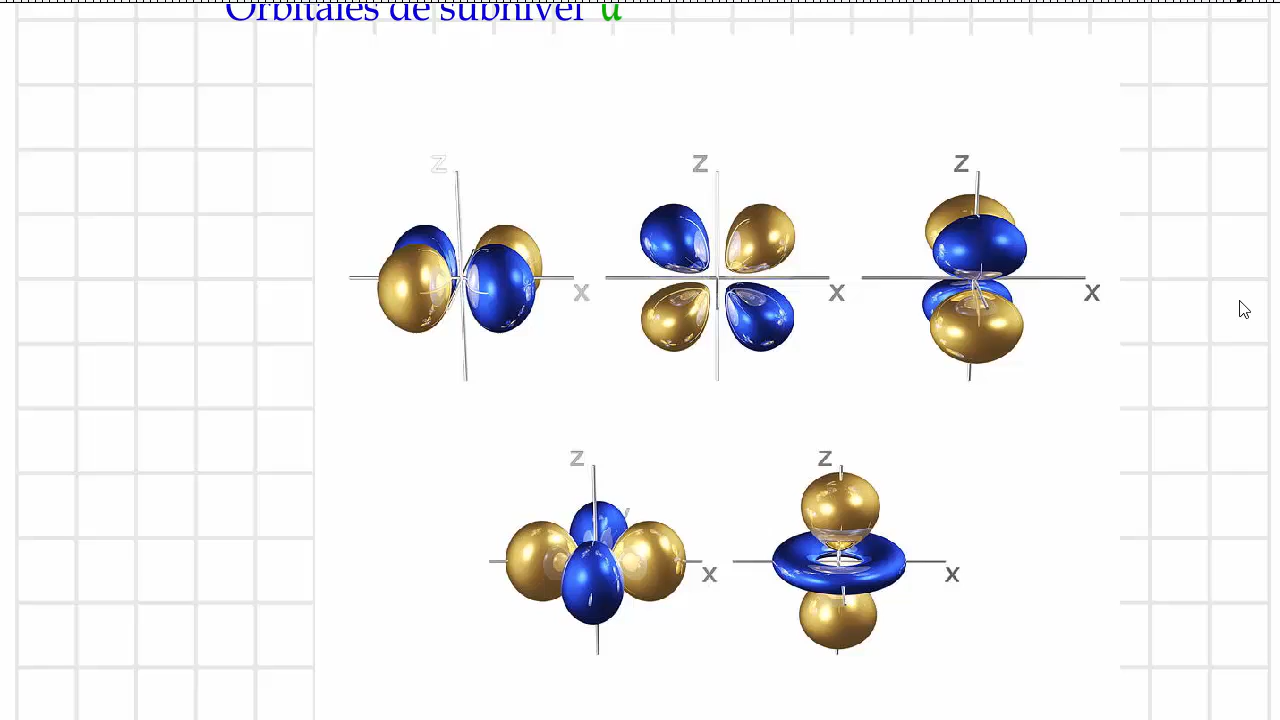 Orbitales de subnivel d
Z Z Z
X X X
Z Z
y
X X